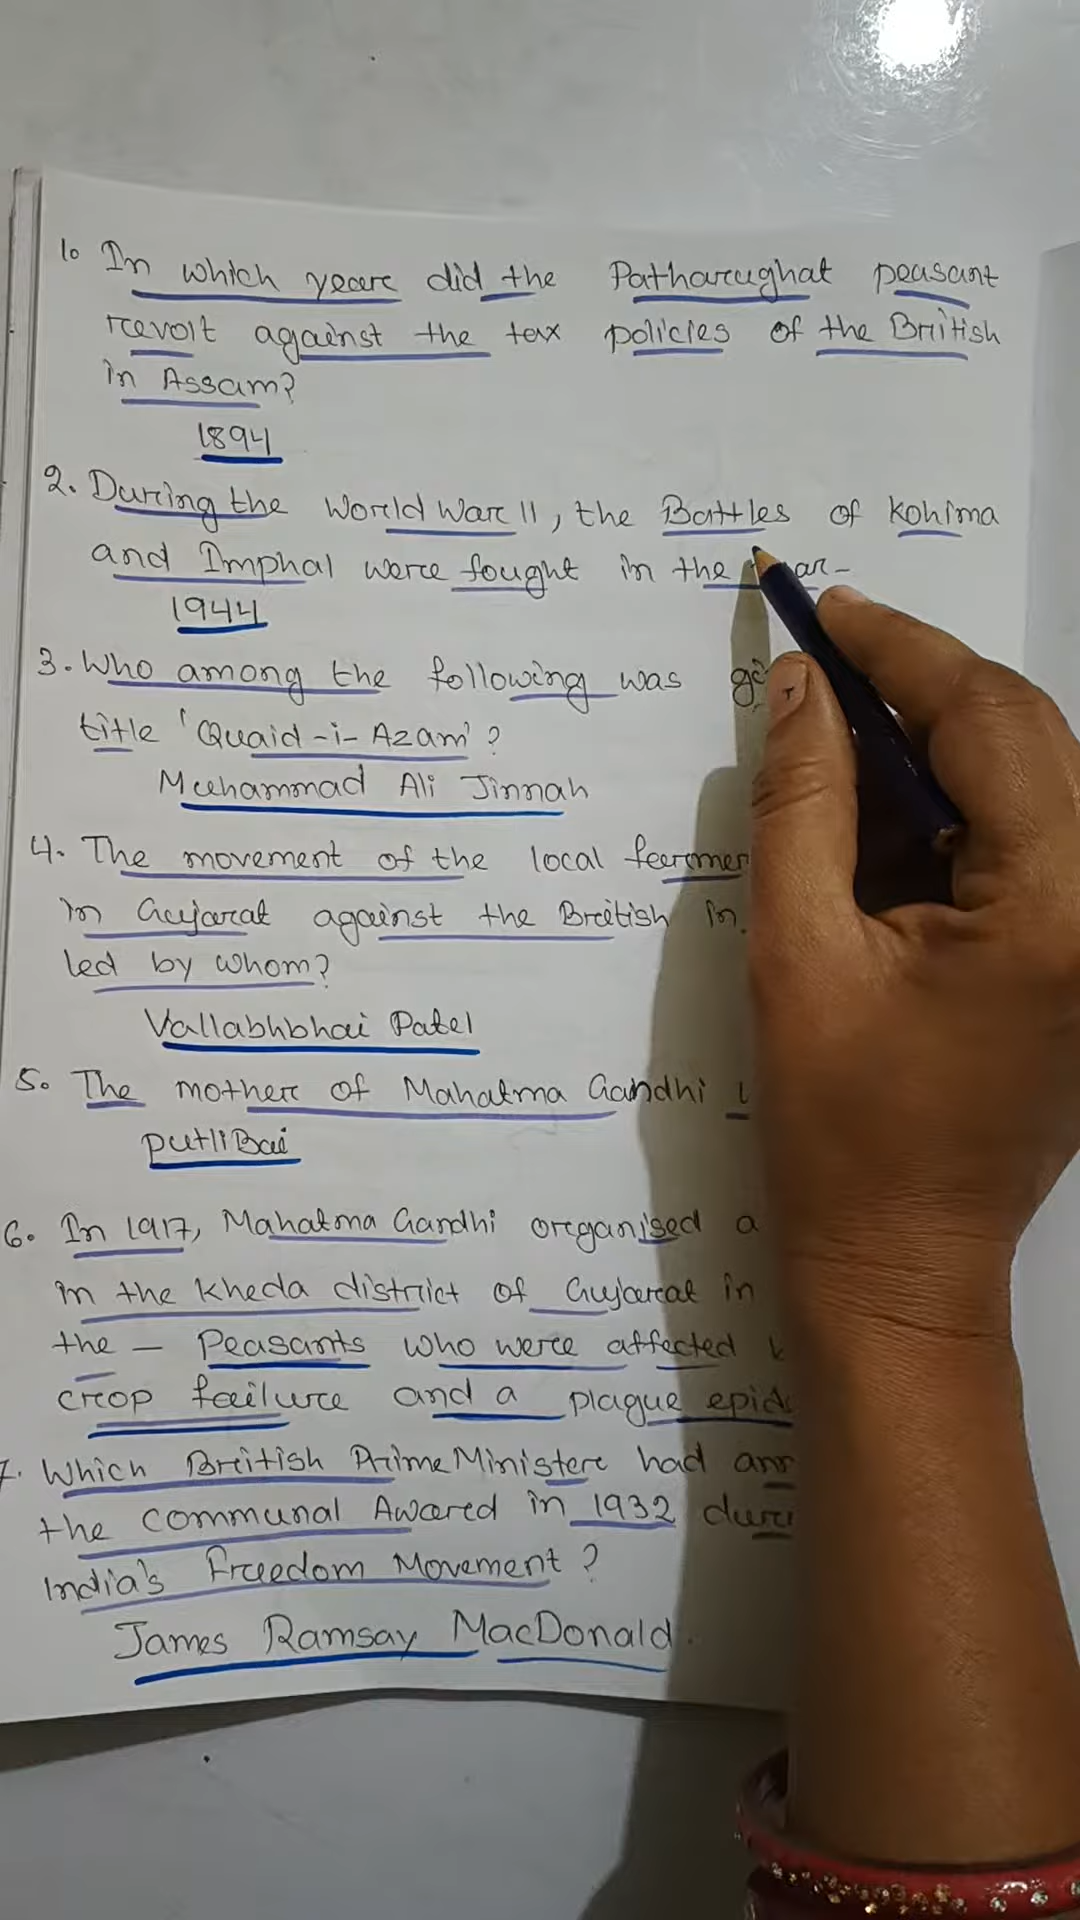 1. In which year did the Patharughat peasant
revolt against the tax policies of the British
in Assam?
1894
2. During the World War II, the Battles of Kohima
and Imphal were fought in the
1944
3. Who among the following was
title 'Quaid-i-Azam'?
Muhammad Ali Jinnah
4. The movement of the local farmer
in Gujarat against the British in
led by whom?
Vallabhbhai Patel
5. The mother of Mahatma Gandhi
PutliBai
6. In 1917, Mahatma Gandhi organised a
in the Kheda district of Gujarat in
the - Peasants who were affected
crop failure and a plague
7. Which British Prime Minister had
the communal Award in 1932
India's Freedom Movement?
James Ramsay MacDonald.